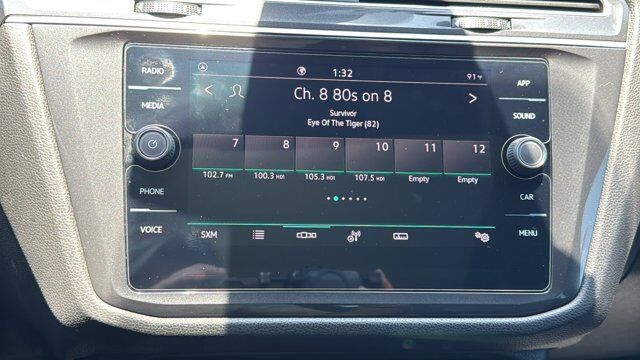 RADIO
MEDIA
PHONE
VOICE
1:32
91°F
Ch. 8 80s on 8
Survivor
Eye Of The Tiger (82)
7 8 9 10 11 12
102.7 FM 100.3 HD1 105.3 HD1 107.5 HD1 Empty Empty
SXM
APP
SOUND
CAR
MENU